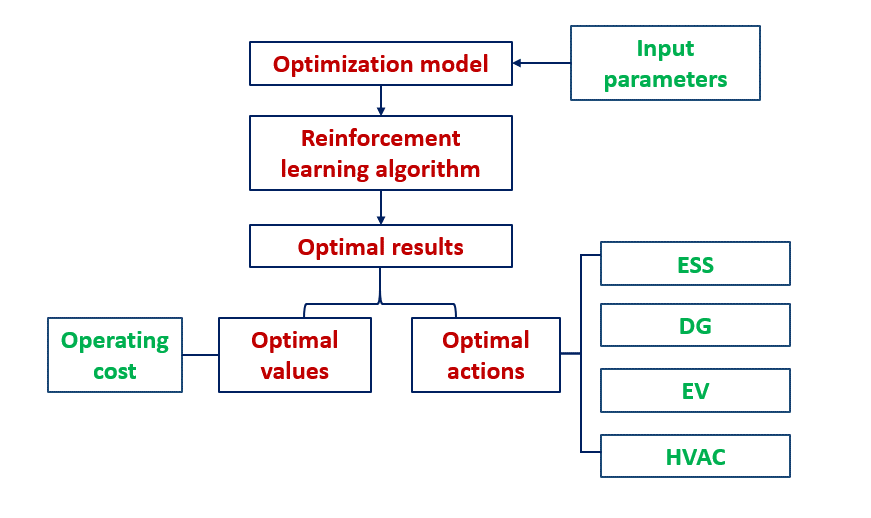 Optimization model
Input
parameters
Reinforcement
learning algorithm
Optimal results
ESS
DG
EV
HVAC
Operating
cost
Optimal
values
Optimal
actions